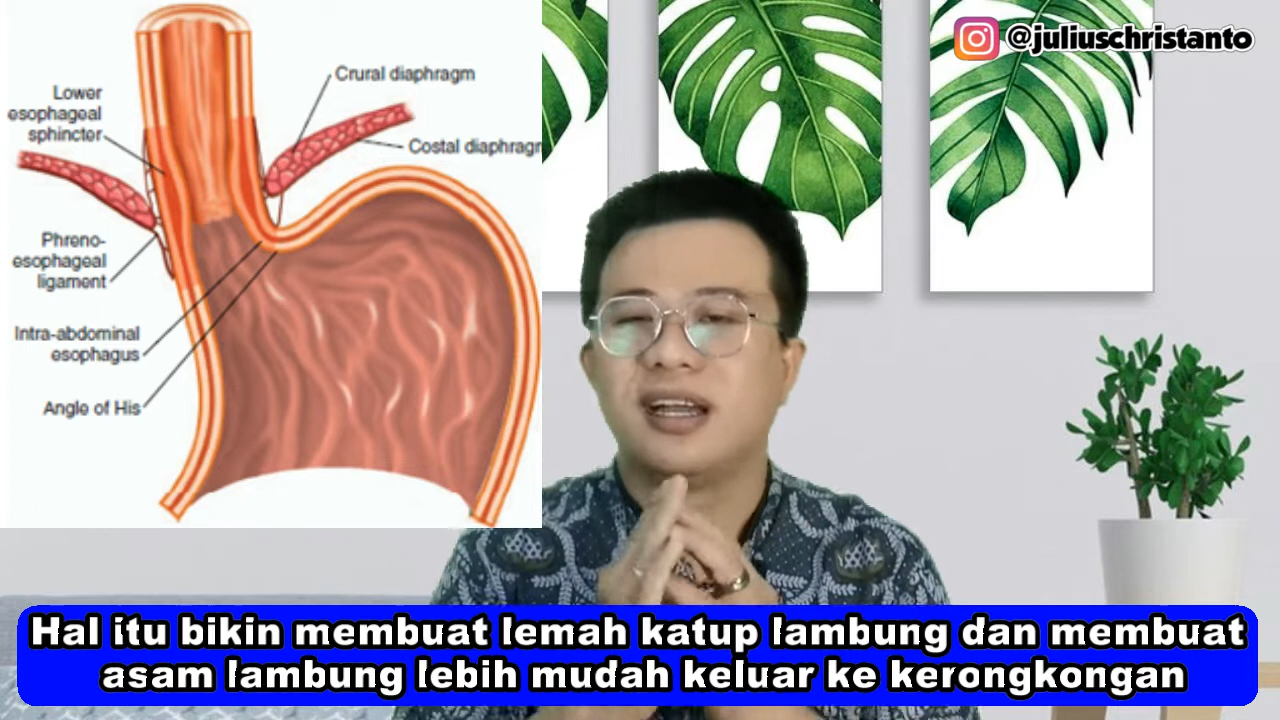 @juliuschristanto
Crural diaphragm
Lower
esophageal
sphincter
Costal diaphragm
Phreno-
esophageal
ligament
Intra-abdominal
esophagus
Angle of His
Hal itu bikin membuat lemah katup lambung dan membuat
asam lambung lebih mudah keluar ke kerongkongan